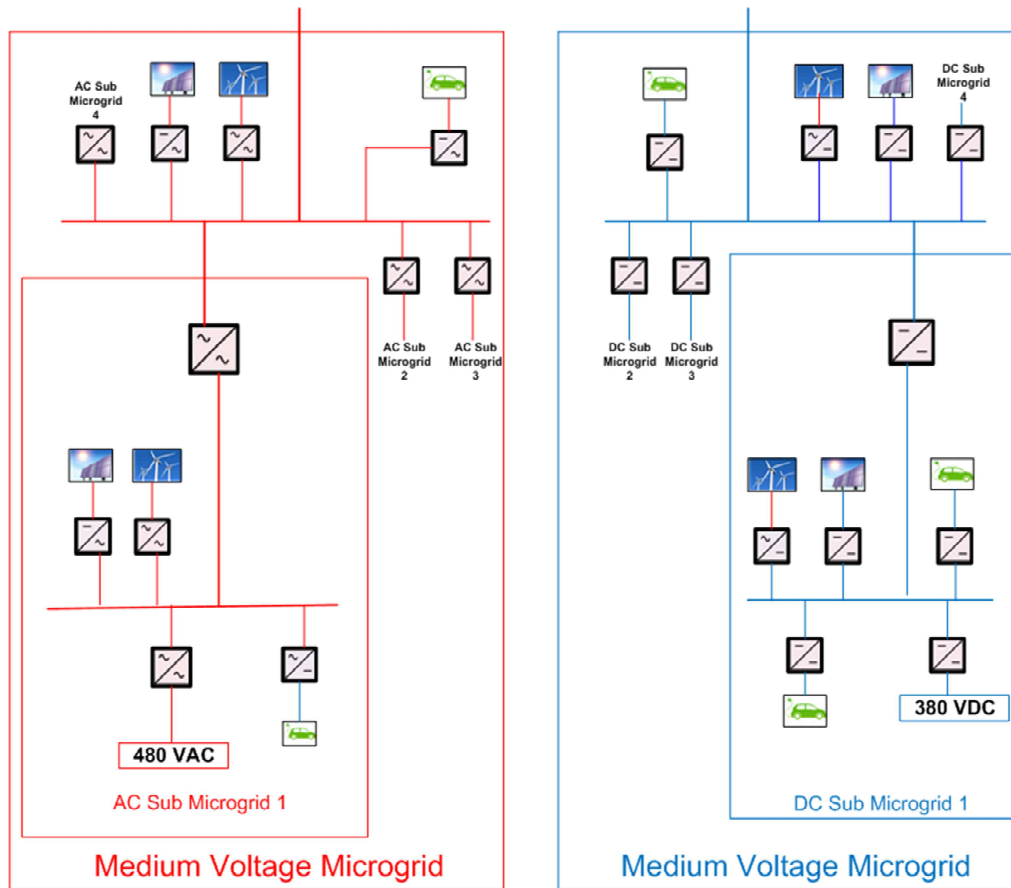 AC Sub
Microgrid
4
AC Sub
Microgrid
2
AC Sub
Microgrid
3
480 VAC
AC Sub Microgrid 1
Medium Voltage Microgrid
DC Sub
Microgrid
4
DC Sub
Microgrid
2
DC Sub
Microgrid
3
380 VDC
DC Sub Microgrid 1
Medium Voltage Microgrid